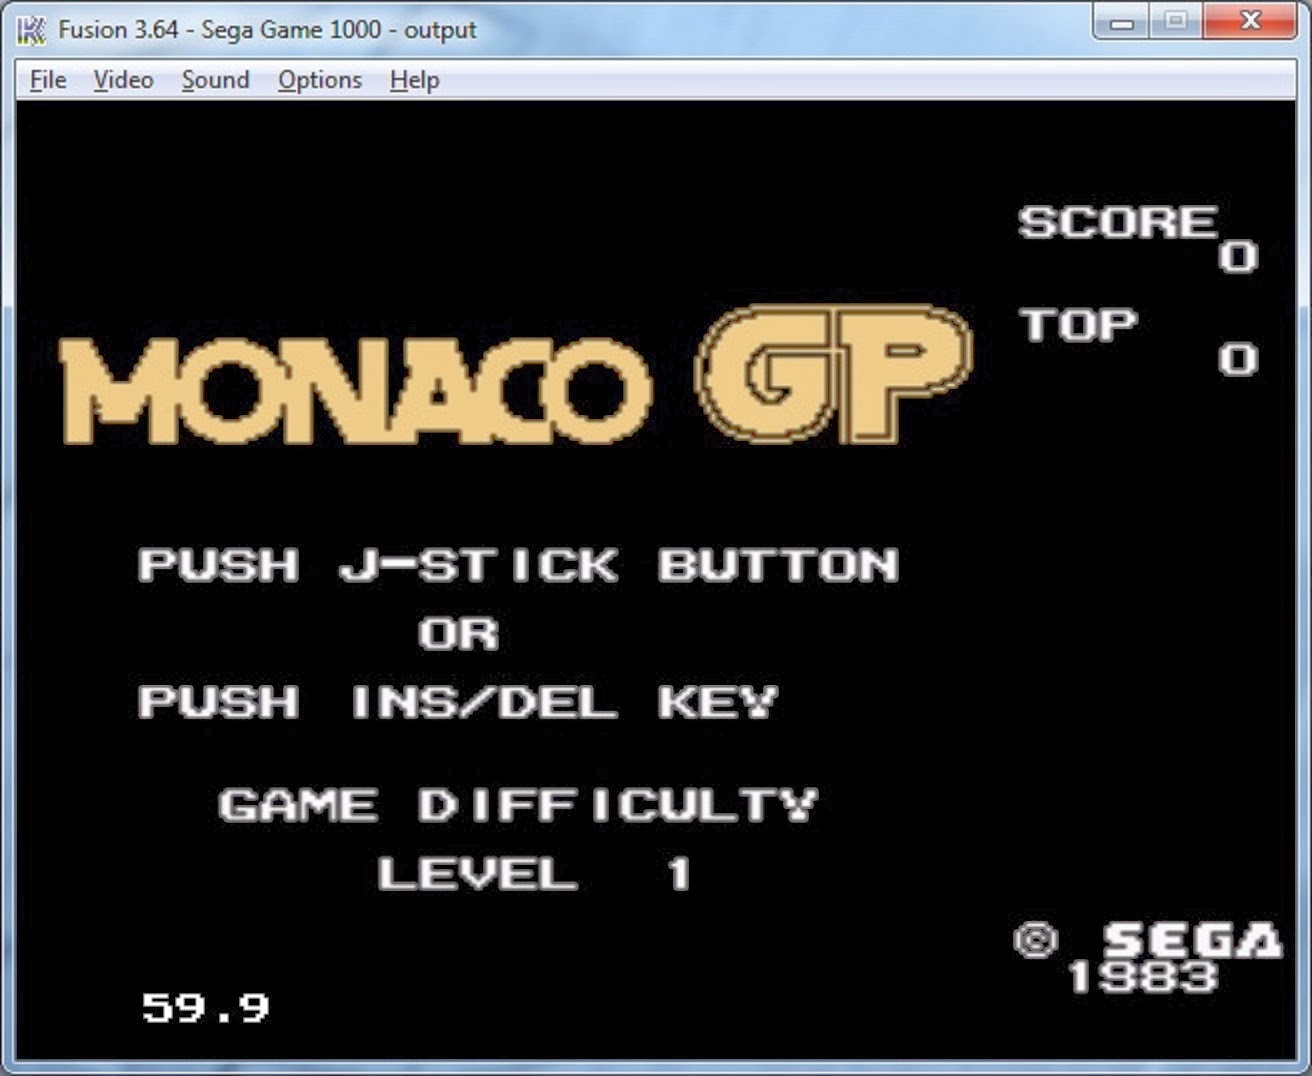 Fusion 3.64 - Sega Game 1000 - output
File Video Sound Options Help
SCORE
0
TOP
0
MONACO GP
PUSH J-STICK BUTTON
OR
PUSH INS/DEL KEY
GAME DIFFICULTY
LEVEL 1
© SEGA
1983
59.9